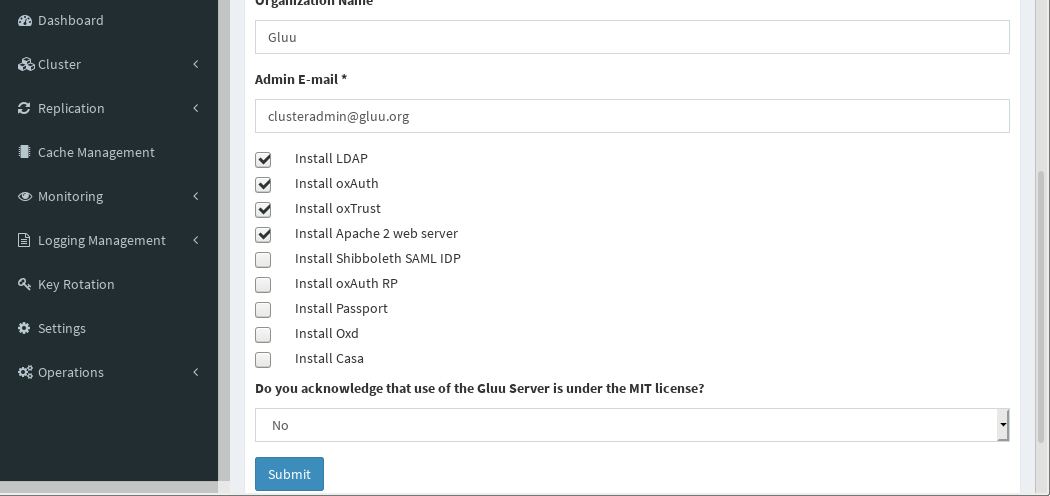 Dashboard
Cluster
Replication
Cache Management
Monitoring
Logging Management
Key Rotation
Settings
Operations
Organization Name
Gluu
Admin E-mail *
clusteradmin@gluu.org
Install LDAP
Install oxAuth
Install oxTrust
Install Apache 2 web server
Install Shibboleth SAML IDP
Install oxAuth RP
Install Passport
Install Oxd
Install Casa
Do you acknowledge that use of the Gluu Server is under the MIT license?
No
Submit